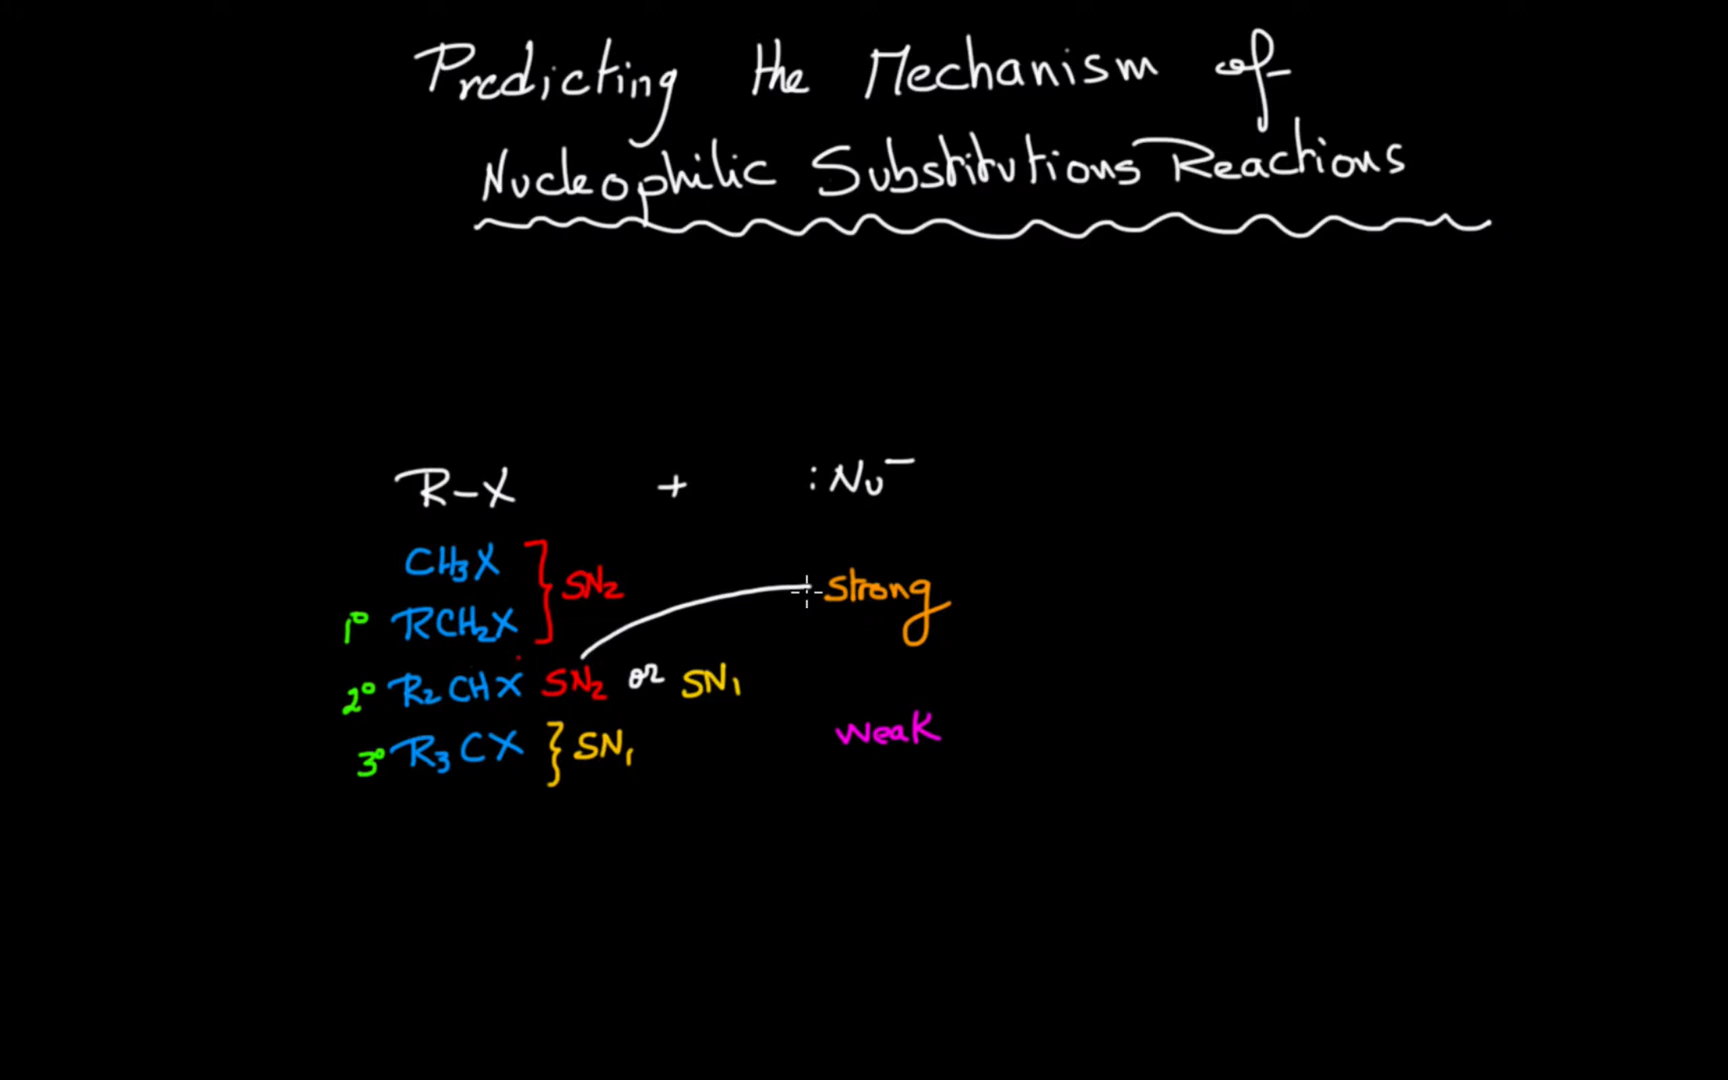 Predicting the Mechanism of
Nucleophilic Substitutions Reactions
R-X + :Nu⁻
CH₃X } SN₂
Strong
1° RCH₂X
2° R₂CHX SN₂ or SN₁
weak
3° R₃CX } SN₁